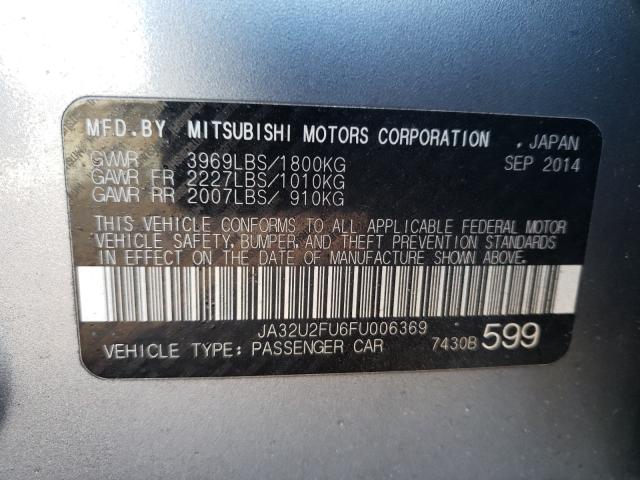 MFD.BY MITSUBISHI MOTORS CORPORATION , JAPAN
GVWR 3969LBS/1800KG SEP 2014
GAWR FR 2227LBS/1010KG
GAWR RR 2007LBS/ 910KG
THIS VEHICLE CONFORMS TO ALL APPLICABLE FEDERAL MOTOR
VEHICLE SAFETY, BUMPER, AND THEFT PREVENTION STANDARDS
IN EFFECT ON THE DATE OF MANUFACTURE SHOWN ABOVE.
JA32U2FU6FU006369
VEHICLE TYPE: PASSENGER CAR 7430B 599